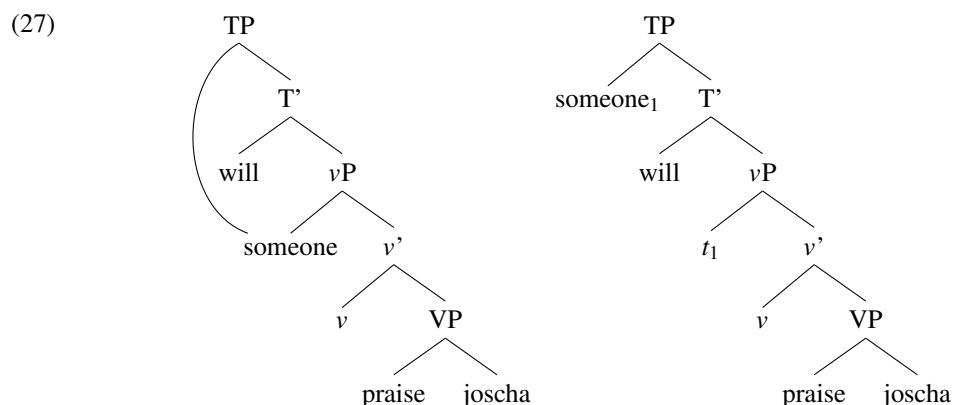 (27) TP TP
T' someone₁ T'
will vP will vP
someone v' t₁ v'
v VP v VP
praise joscha praise joscha